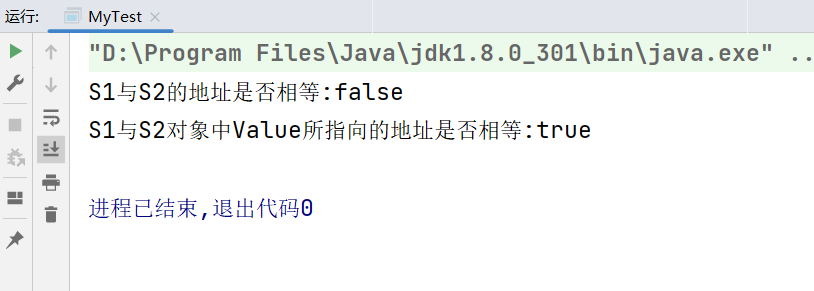 运行: MyTest
"D:\Program Files\Java\jdk1.8.0_301\bin\java.exe" ..
S1与S2的地址是否相等:false
S1与S2对象中Value所指向的地址是否相等:true
进程已结束,退出代码0